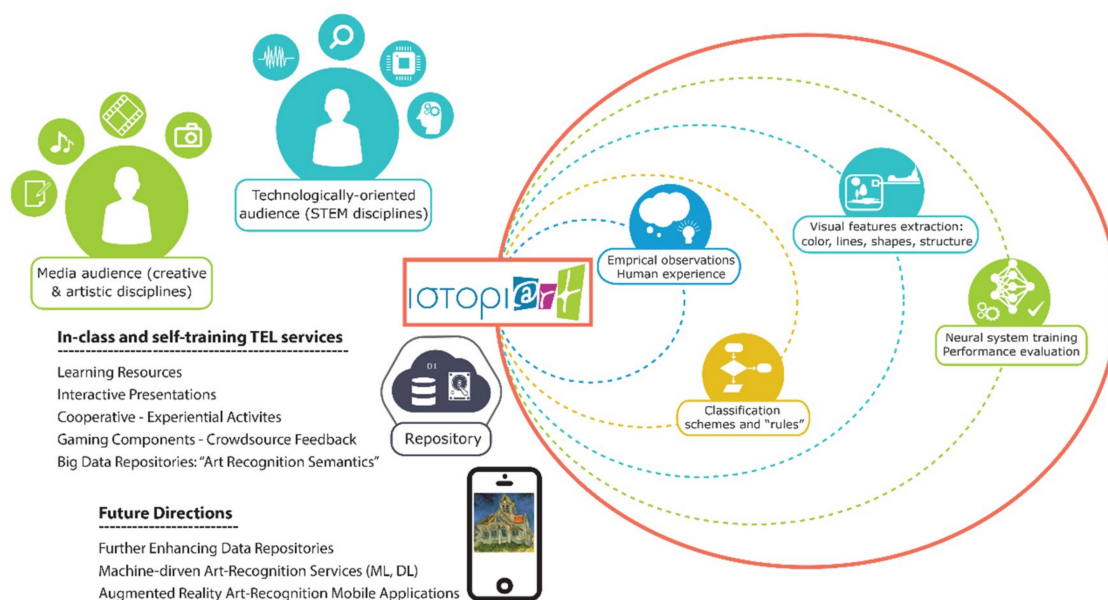 Technologically-oriented
audience (STEM disciplines)
Media audience (creative
& artistic disciplines)
Emprical observations
Human experience
Visual features extraction:
color, lines, shapes, structure
Neural system training
Performance evaluation
Classification
schemes and “rules”
ιστορι@rt
D1
Repository
In-class and self-training TEL services
Learning Resources
Interactive Presentations
Cooperative - Experiential Activites
Gaming Components - Crowdsource Feedback
Big Data Repositories: “Art Recognition Semantics”
Future Directions
Further Enhancing Data Repositories
Machine-dirven Art-Recognition Services (ML, DL)
Augmented Reality Art-Recognition Mobile Applications